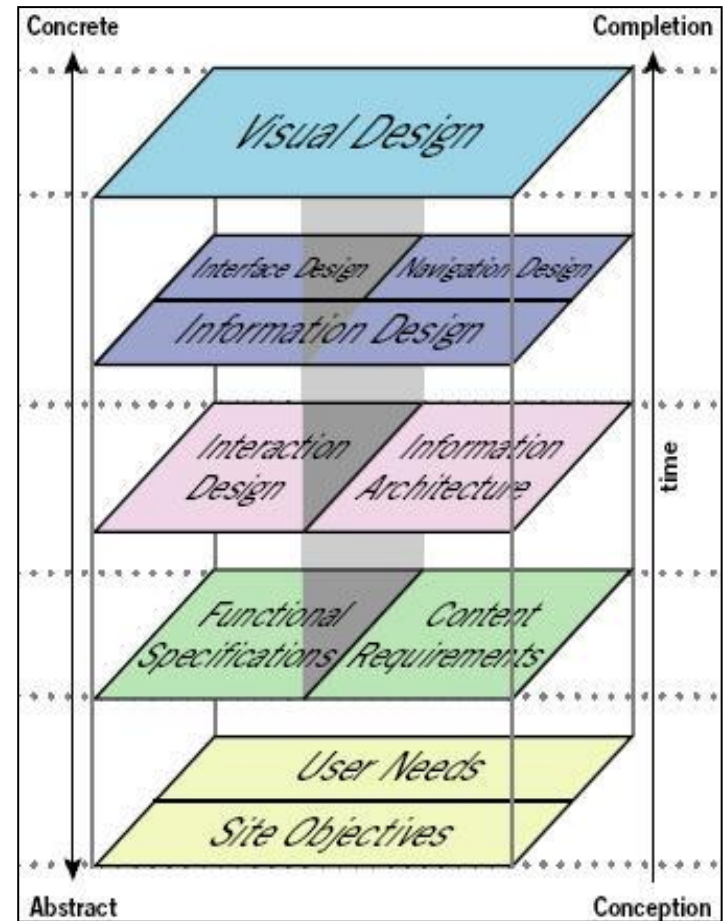 Concrete
Completion
Visual Design
Interface Design
Navigation Design
Information Design
Interaction
Design
Information
Architecture
time
Functional
Specifications
Content
Requirements
User Needs
Site Objectives
Abstract
Conception